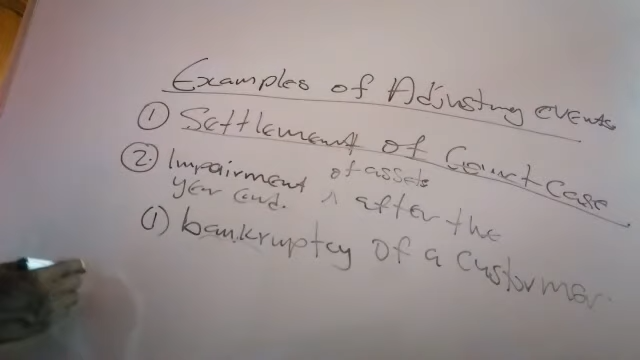 Examples of Adjusting events
① Settlement of Court Case
② Impairment of assets after the
year end.
(1) bankruptcy of a customer